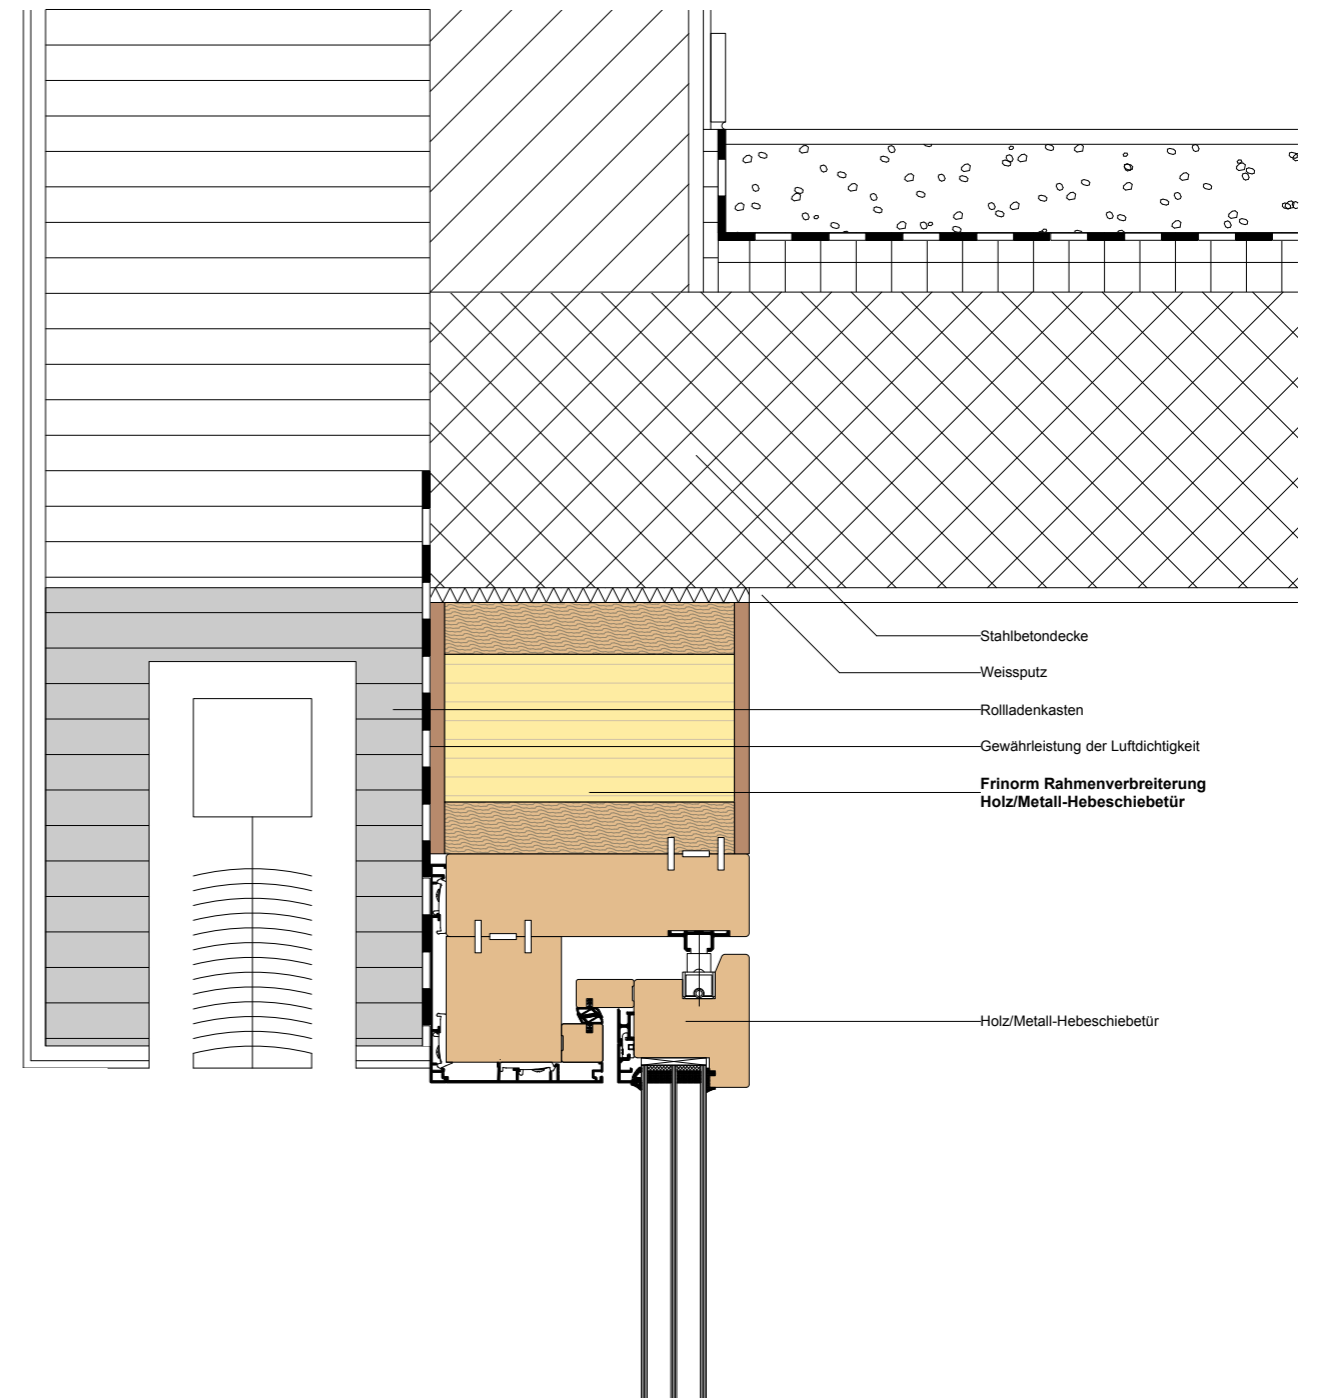 Stahlbetondecke
Weissputz
Rollladenkasten
Gewährleistung der Luftdichtigkeit
Frinorm Rahmenverbreiterung
Holz/Metall-Hebeschiebetür
Holz/Metall-Hebeschiebetür